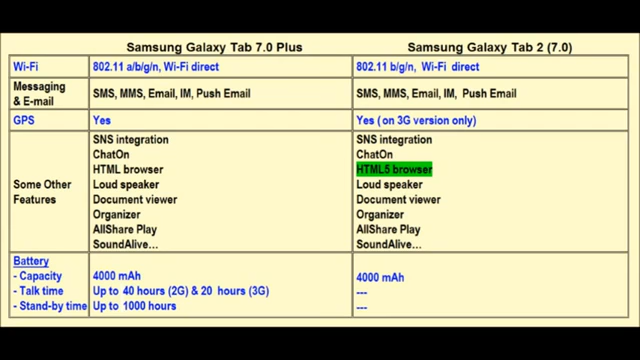 Samsung Galaxy Tab 7.0 Plus Samsung Galaxy Tab 2 (7.0)
Wi-Fi 802.11 a/b/g/n, Wi-Fi direct 802.11 b/g/n, Wi-Fi direct
Messaging
& E-mail SMS, MMS, Email, IM, Push Email SMS, MMS, Email, IM, Push Email
GPS Yes Yes ( on 3G version only)
SNS integration SNS integration
ChatOn ChatOn
HTML browser HTML5 browser
Some Other Loud speaker Loud speaker
Features Document viewer Document viewer
Organizer Organizer
AllShare Play AllShare Play
SoundAlive… SoundAlive…
Battery
- Capacity 4000 mAh 4000 mAh
- Talk time Up to 40 hours (2G) & 20 hours (3G) ---
- Stand-by time Up to 1000 hours ---